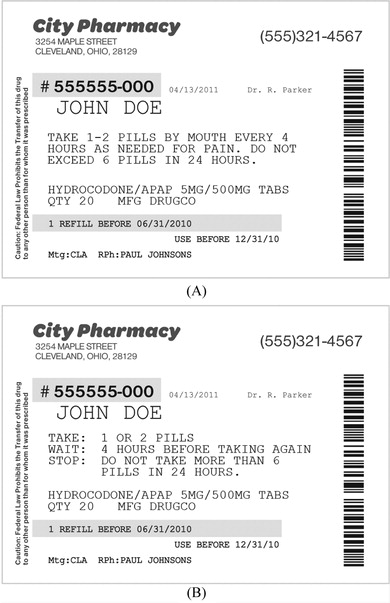 City Pharmacy
3254 MAPLE STREET
CLEVELAND, OHIO, 28129
(555)321-4567
Caution: Federal Law Prohibits the Transfer of this drug
to any other person than for whom it was prescribed
# 555555-000 04/13/2011 Dr. R. Parker
JOHN DOE
TAKE 1-2 PILLS BY MOUTH EVERY 4
HOURS AS NEEDED FOR PAIN. DO NOT
EXCEED 6 PILLS IN 24 HOURS.
HYDROCODONE/APAP 5MG/500MG TABS
QTY 20 MFG DRUGCO
1 REFILL BEFORE 06/31/2010
USE BEFORE 12/31/10
Mtg:CLA RPh:PAUL JOHNSONS
(A)
City Pharmacy
3254 MAPLE STREET
CLEVELAND, OHIO, 28129
(555)321-4567
Caution: Federal Law Prohibits the Transfer of this drug
to any other person than for whom it was prescribed
# 555555-000 04/13/2011 Dr. R. Parker
JOHN DOE
TAKE: 1 OR 2 PILLS
WAIT: 4 HOURS BEFORE TAKING AGAIN
STOP: DO NOT TAKE MORE THAN 6
PILLS IN 24 HOURS.
HYDROCODONE/APAP 5MG/500MG TABS
QTY 20 MFG DRUGCO
1 REFILL BEFORE 06/31/2010
USE BEFORE 12/31/10
Mtg:CLA RPh:PAUL JOHNSONS
(B)